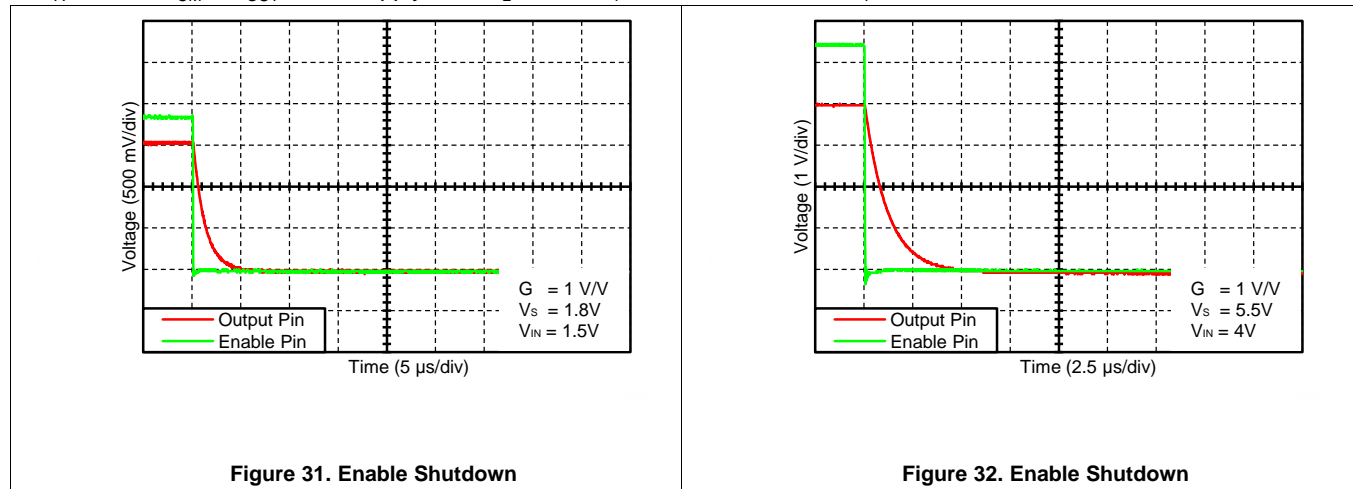 Voltage (500 mV/div)
G = 1 V/V
VS = 1.8V
VIN = 1.5V
Output Pin
Enable Pin
Time (5 µs/div)
Figure 31. Enable Shutdown
Voltage (1 V/div)
G = 1 V/V
VS = 5.5V
VIN = 4V
Output Pin
Enable Pin
Time (2.5 µs/div)
Figure 32. Enable Shutdown